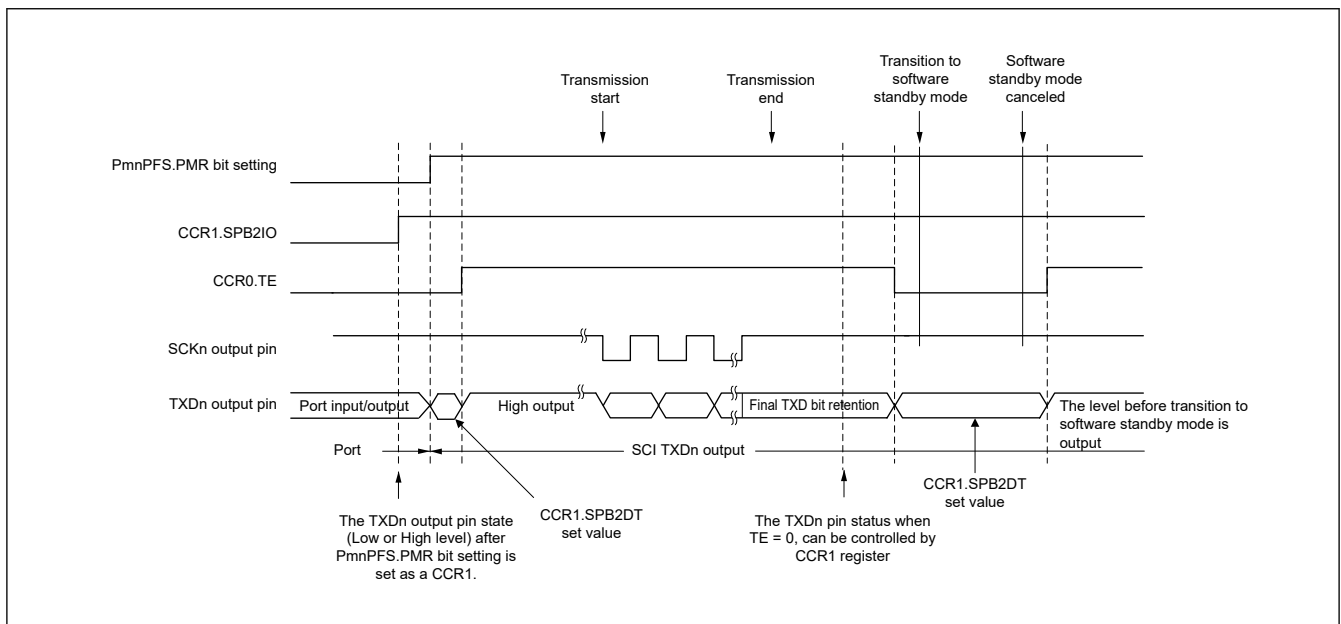 Transition to
software
standby mode
Software
standby mode
canceled
Transmission
start
Transmission
end
PmnPFS.PMR bit setting
CCR1.SPB2IO
CCR0.TE
SCKn output pin
TXDn output pin
Port input/output
High output
Final TXD bit retention
The level before transition to
software standby mode is
output
Port
SCI TXDn output
CCR1.SPB2DT
set value
CCR1.SPB2DT
set value
The TXDn output pin state
(Low or High level) after
PmnPFS.PMR bit setting is
set as a CCR1.
The TXDn pin status when
TE = 0, can be controlled by
CCR1 register